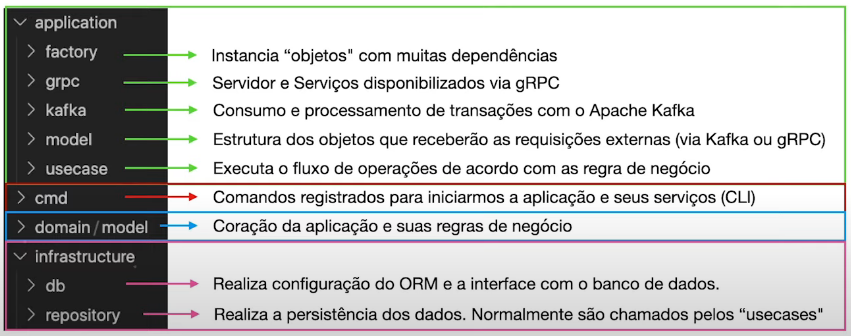 application
factory Instancia “objetos" com muitas dependências
grpc Servidor e Serviços disponibilizados via gRPC
kafka Consumo e processamento de transações com o Apache Kafka
model Estrutura dos objetos que receberão as requisições externas (via Kafka ou gRPC)
usecase Executa o fluxo de operações de acordo com as regra de negócio
cmd Comandos registrados para iniciarmos a aplicação e seus serviços (CLI)
domain/model Coração da aplicação e suas regras de negócio
infrastructure
db Realiza configuração do ORM e a interface com o banco de dados.
repository Realiza a persistência dos dados. Normalmente são chamados pelos “usecases"